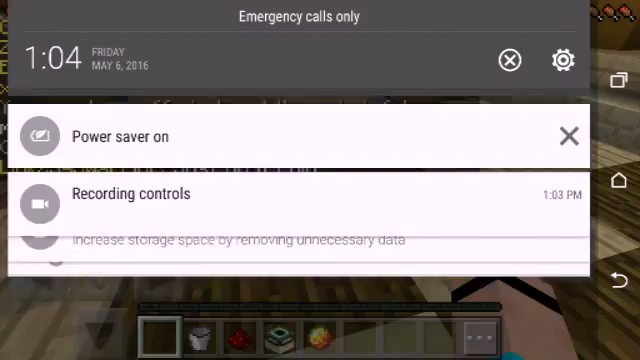 Emergency calls only
1:04 FRIDAY
MAY 6, 2016
Power saver on
Recording controls 1:03 PM
Increase storage space by removing unnecessary data